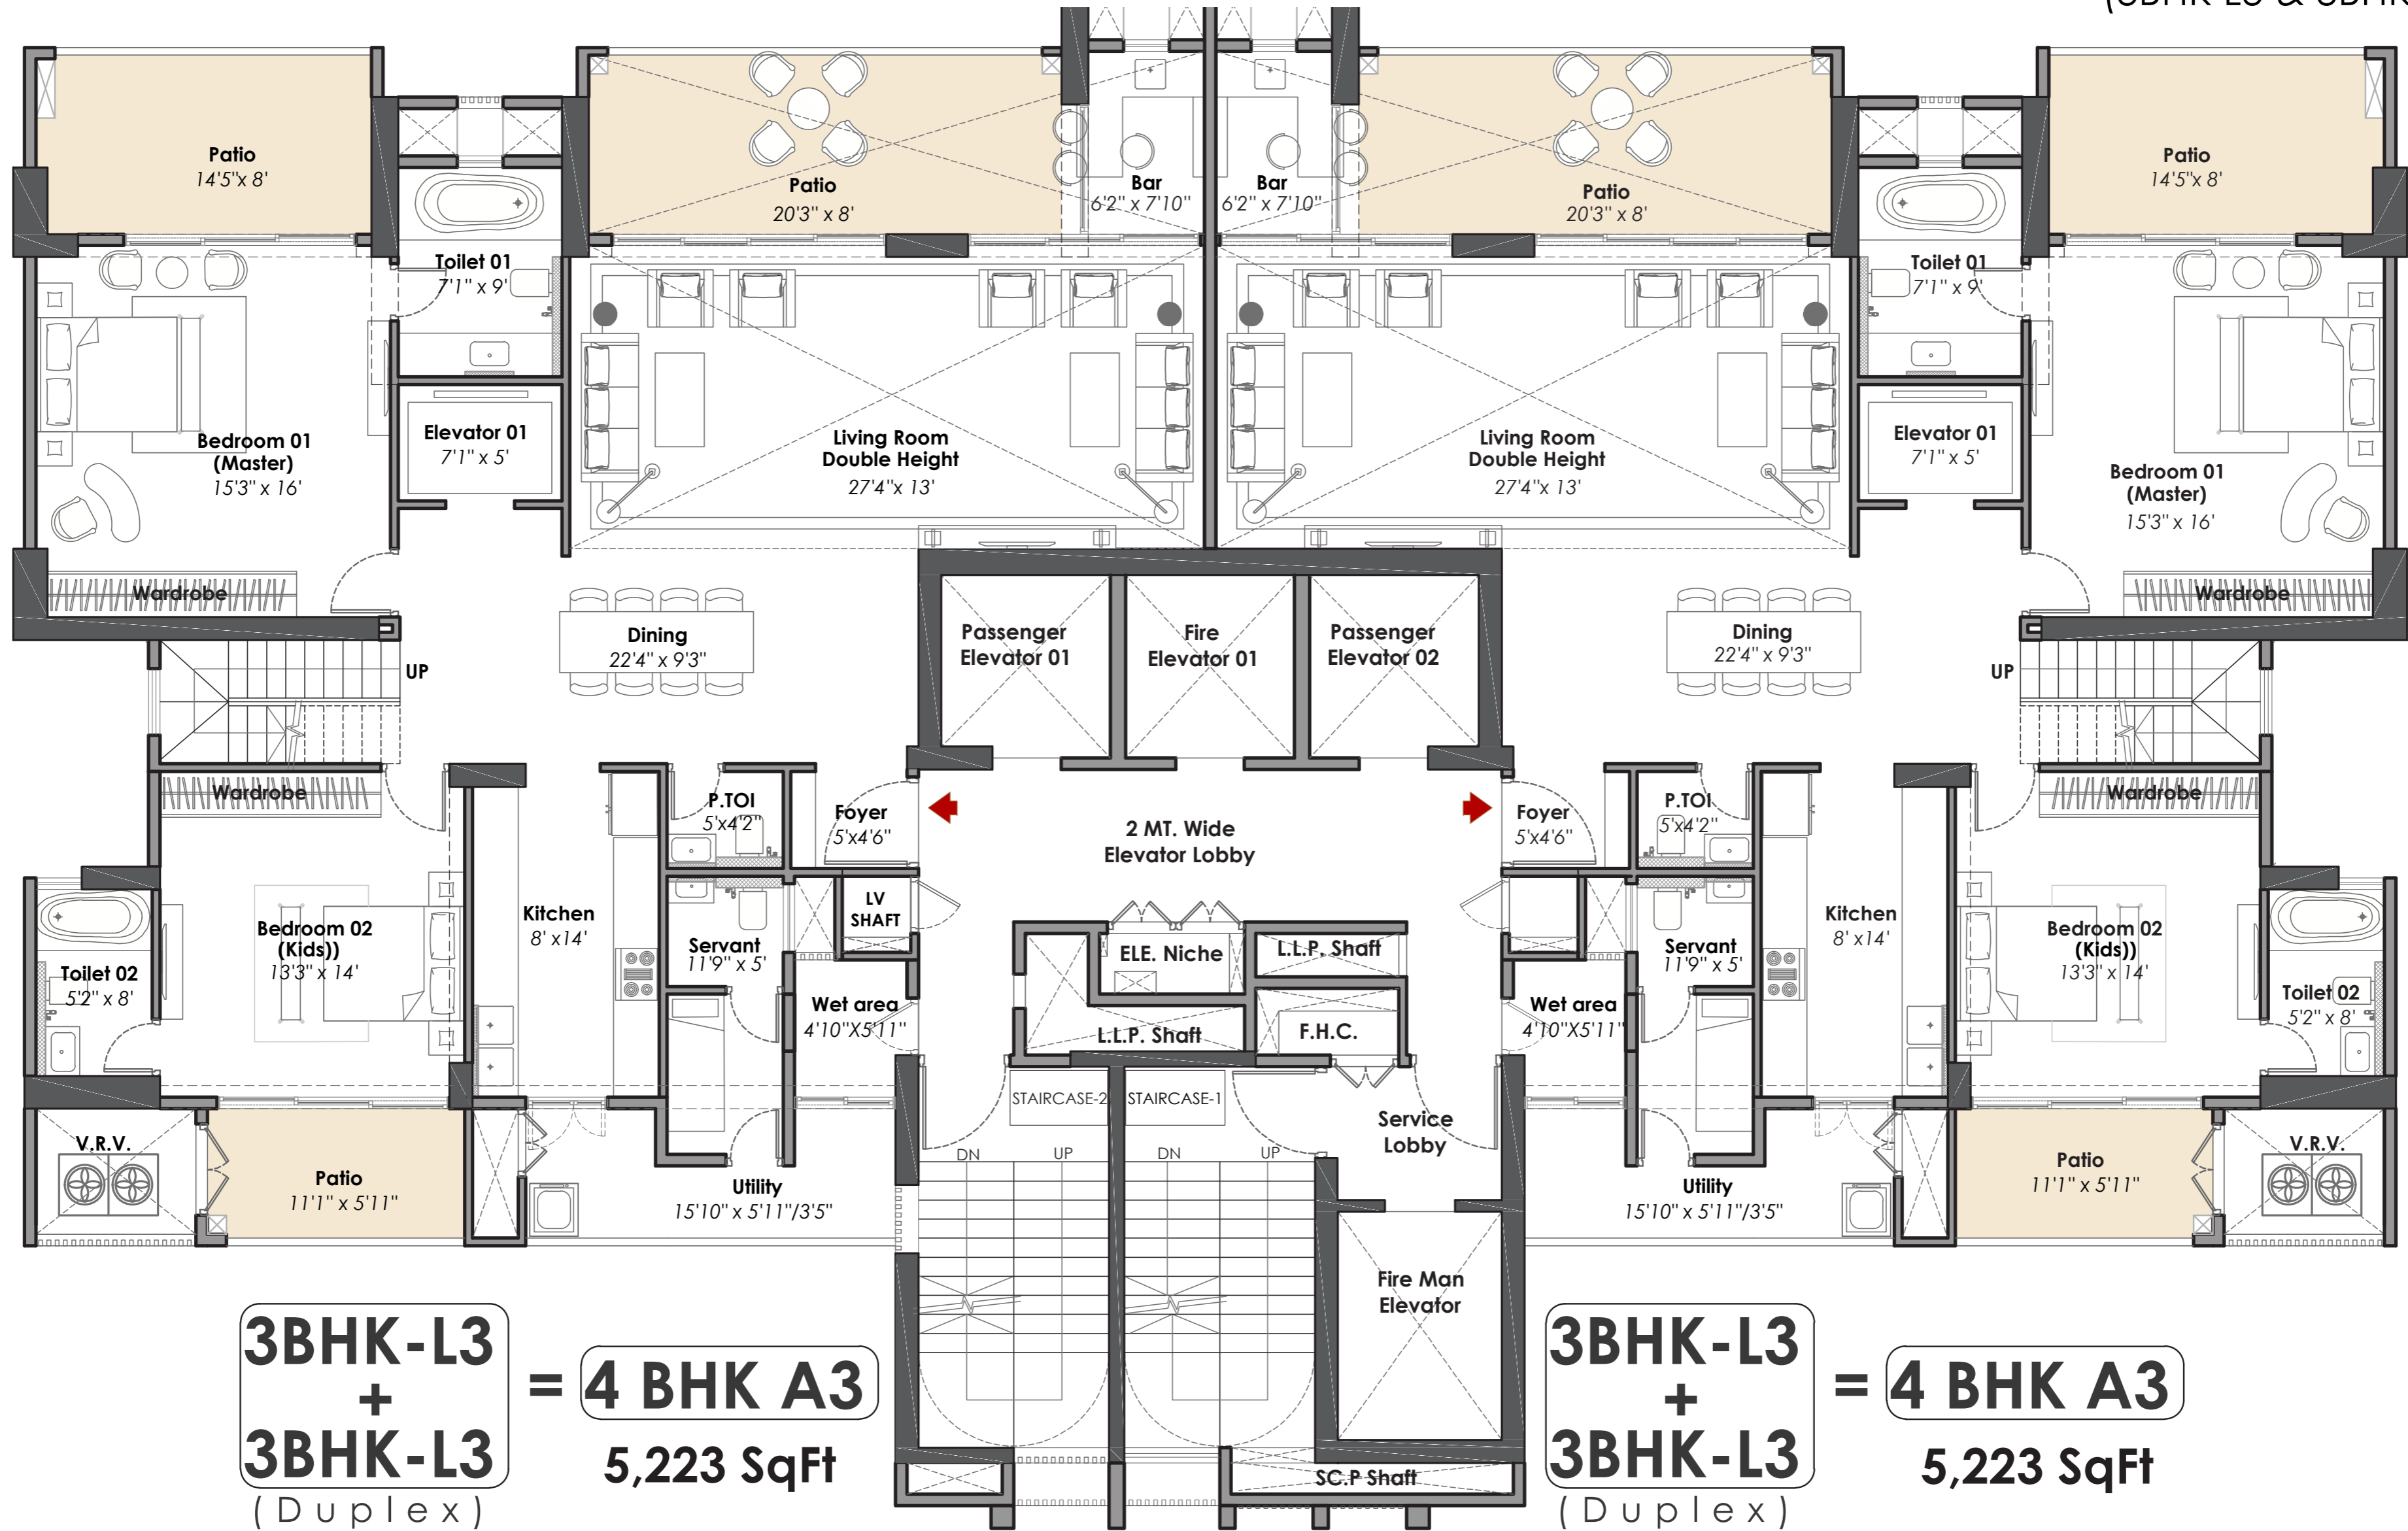 Patio
14'5"x 8'
Patio
20'3" x 8'
Bar
6'2" x 7'10"
Bar
6'2" x 7'10"
Patio
20'3" x 8'
Patio
14'5"x 8'
Toilet 01
7'1" x 9'
Toilet 01
7'1" x 9'
Bedroom 01
(Master)
15'3" x 16'
Elevator 01
7'1" x 5'
Living Room
Double Height
27'4"x 13'
Living Room
Double Height
27'4"x 13'
Elevator 01
7'1" x 5'
Bedroom 01
(Master)
15'3" x 16'
Wardrobe
Wardrobe
UP
Dining
22'4" x 9'3"
Passenger
Elevator 01
Fire
Elevator 01
Passenger
Elevator 02
Dining
22'4" x 9'3"
UP
Wardrobe
P.TOI
5'x4'2"
Foyer
5'x4'6"
2 MT. Wide
Elevator Lobby
Foyer
5'x4'6"
P.TOI
5'x4'2"
Wardrobe
Toilet 02
5'2" x 8'
Bedroom 02
(Kids))
13'3" x 14'
Kitchen
8' x14'
Servant
11'9" x 5'
LV
SHAFT
Wet area
4'10"X5'11"
ELE. Niche
L.L.P. Shaft
L.L.P. Shaft
F.H.C.
Wet area
4'10"X5'11"
Servant
11'9" x 5'
Kitchen
8' x14'
Bedroom 02
(Kids))
13'3" x 14'
Toilet 02
5'2" x 8'
STAIRCASE-2
STAIRCASE-1
Service
Lobby
DN
UP
DN
UP
V.R.V.
Patio
11'1" x 5'11"
Utility
15'10" x 5'11"/3'5"
Utility
15'10" x 5'11"/3'5"
Patio
11'1" x 5'11"
V.R.V.
Fire Man
Elevator
SC.P Shaft
3BHK-L3
+
3BHK-L3
(Duplex)
= 4 BHK A3
5,223 SqFt
3BHK-L3
+
3BHK-L3
(Duplex)
= 4 BHK A3
5,223 SqFt